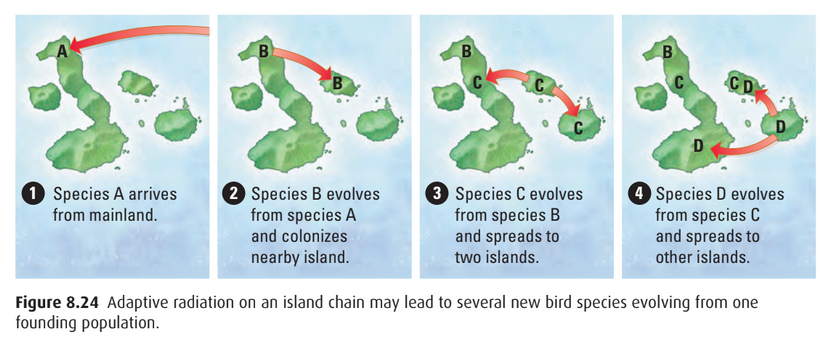 A
B
B
B
C
C
C
B
C
C D
D
D
1 Species A arrives
from mainland.
2 Species B evolves
from species A
and colonizes
nearby island.
3 Species C evolves
from species B
and spreads to
two islands.
4 Species D evolves
from species C
and spreads to
other islands.
Figure 8.24 Adaptive radiation on an island chain may lead to several new bird species evolving from one
founding population.